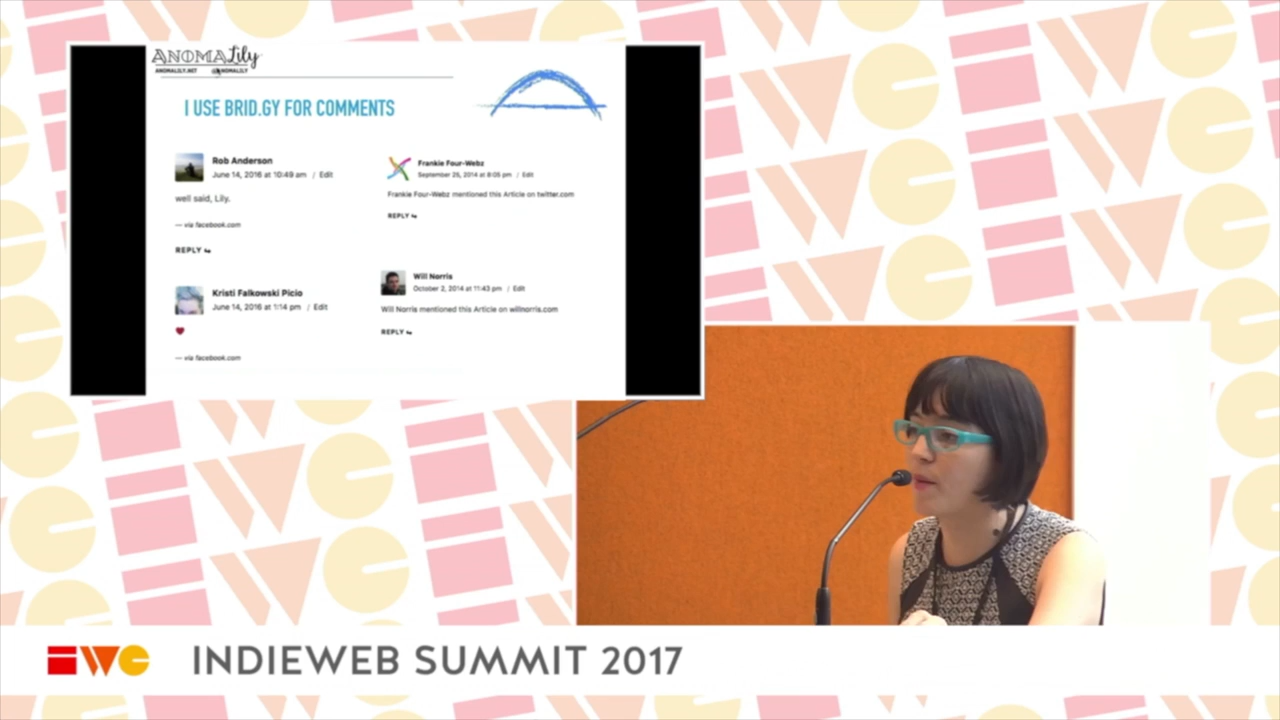 ANOMALily
ANOMALILY.NET @ANOMALILY
I USE BRID.GY FOR COMMENTS
Rob Anderson
June 14, 2016 at 10:49 am / Edit
well said, Lily.
— via facebook.com
REPLY
Kristi Falkowski Picio
June 14, 2016 at 1:14 pm / Edit
— via facebook.com
Frankie Four-Webz
September 25, 2014 at 8:05 pm / Edit
Frankie Four-Webz mentioned this Article on twitter.com
REPLY
Will Norris
October 2, 2014 at 11:43 pm / Edit
Will Norris mentioned this Article on willnorris.com
REPLY
IWC INDIEWEB SUMMIT 2017